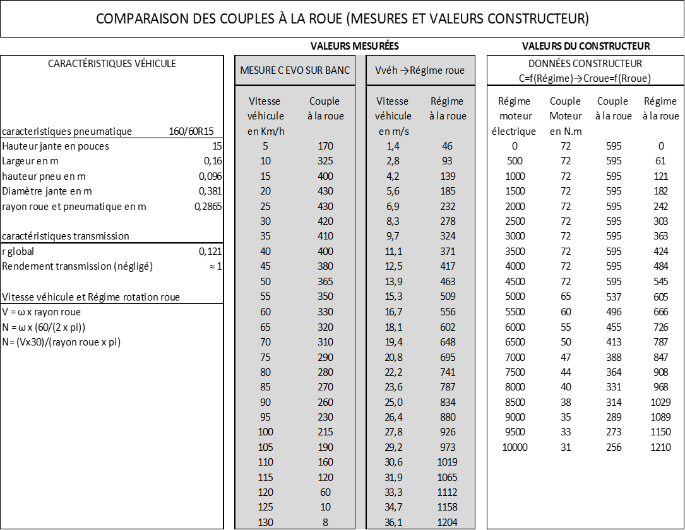 COMPARAISON DES COUPLES À LA ROUE (MESURES ET VALEURS CONSTRUCTEUR)
VALEURS MESURÉES
VALEURS DU CONSTRUCTEUR
CARACTÉRISTIQUES VÉHICULE
caracteristiques pneumatique 160/60R15
Hauteur jante en pouces 15
Largeur en m 0,16
hauteur pneu en m 0,096
Diamètre jante en m 0,381
rayon roue et pneumatique en m 0,2865
caractéristiques transmission
r global 0,121
Rendement transmission (négligé) ≈ 1
Vitesse véhicule et Régime rotation roue
V = ω x rayon roue
N = ω x (60/(2 x pi))
N= (Vx30)/(rayon roue x pi)
MESURE C EVO SUR BANC
Vitesse Couple
véhicule à la roue
en Km/h
5 170
10 325
15 400
20 430
25 430
30 420
35 410
40 400
45 380
50 365
55 350
60 330
65 320
70 310
75 290
80 280
85 270
90 260
95 230
100 215
105 190
110 160
115 120
120 60
125 10
130 8
Vvéh →Régime roue
Vitesse Régime
véhicule à la roue
en m/s
1,4 46
2,8 93
4,2 139
5,6 185
6,9 232
8,3 278
9,7 324
11,1 371
12,5 417
13,9 463
15,3 509
16,7 556
18,1 602
19,4 648
20,8 695
22,2 741
23,6 787
25,0 834
26,4 880
27,8 926
29,2 973
30,6 1019
31,9 1065
33,3 1112
34,7 1158
36,1 1204
DONNÉES CONSTRUCTEUR
C=f(Régime)→Croue=f(Rroue)
Régime Couple Couple Régime
moteur Moteur à la roue à la roue
électrique en N.m
0 72 595 0
500 72 595 61
1000 72 595 121
1500 72 595 182
2000 72 595 242
2500 72 595 303
3000 72 595 363
3500 72 595 424
4000 72 595 484
4500 72 595 545
5000 65 537 605
5500 60 496 666
6000 55 455 726
6500 50 413 787
7000 47 388 847
7500 44 364 908
8000 40 331 968
8500 38 314 1029
9000 35 289 1089
9500 33 273 1150
10000 31 256 1210